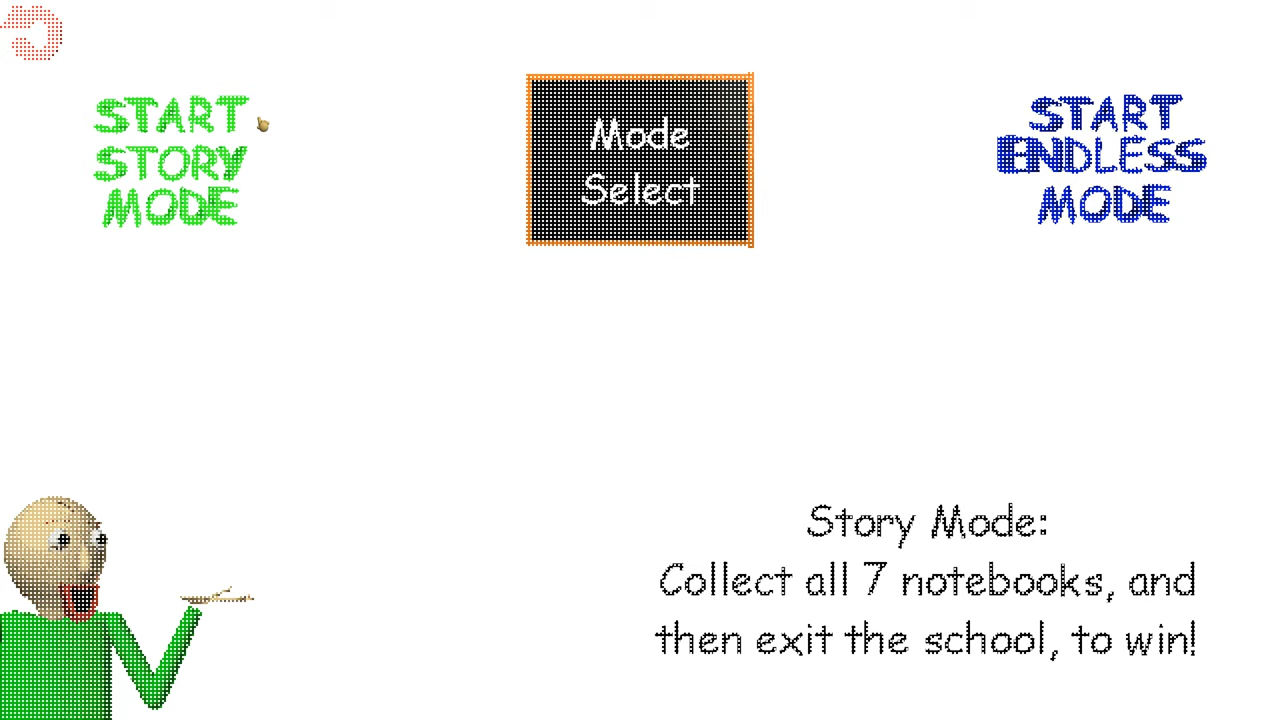 START
STORY
MODE
Mode
Select
START
ENDLESS
MODE
Story Mode:
Collect all 7 notebooks, and
then exit the school, to win!